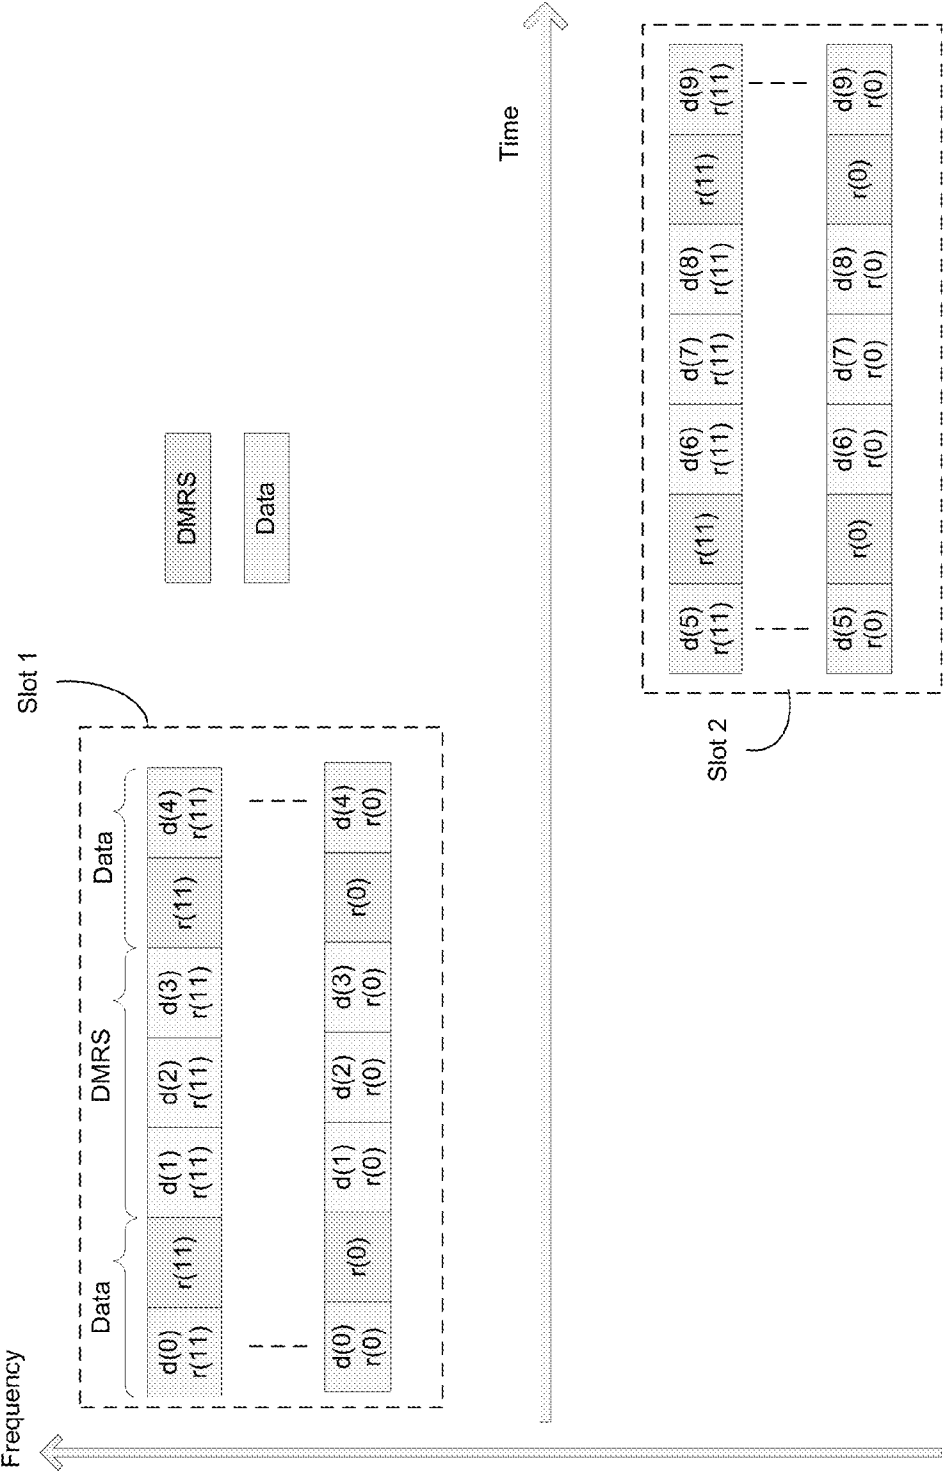 Frequency
Slot 1
Data
DMRS
Data
d(0)
r(11)
r(11)
d(1)
r(11)
d(2)
r(11)
d(3)
r(11)
r(11)
d(4)
r(11)
d(0)
r(0)
r(0)
d(1)
r(0)
d(2)
r(0)
d(3)
r(0)
r(0)
d(4)
r(0)
DMRS
Data
Time
Slot 2
d(5)
r(11)
r(11)
d(6)
r(11)
d(7)
r(11)
d(8)
r(11)
r(11)
d(9)
r(11)
d(5)
r(0)
r(0)
d(6)
r(0)
d(7)
r(0)
d(8)
r(0)
r(0)
d(9)
r(0)